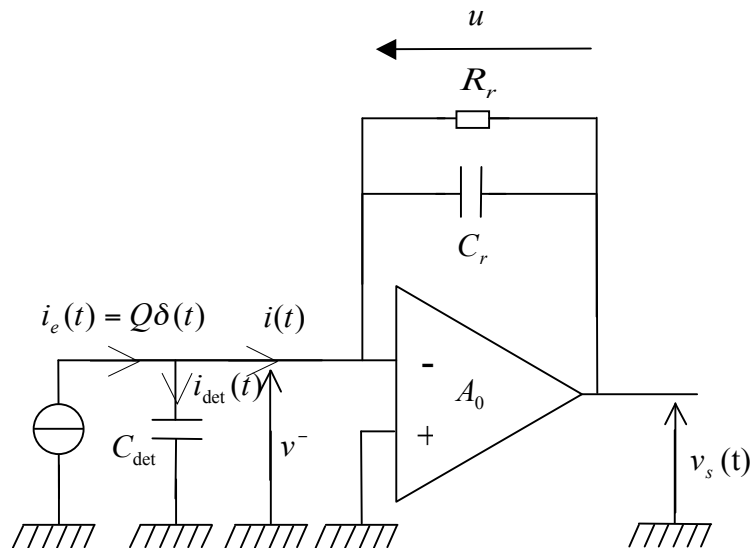 u
R_r
C_r
i_e(t) = Qδ(t)
i(t)
i_det(t)
-
A_0
C_det
v^-
+
v_s(t)